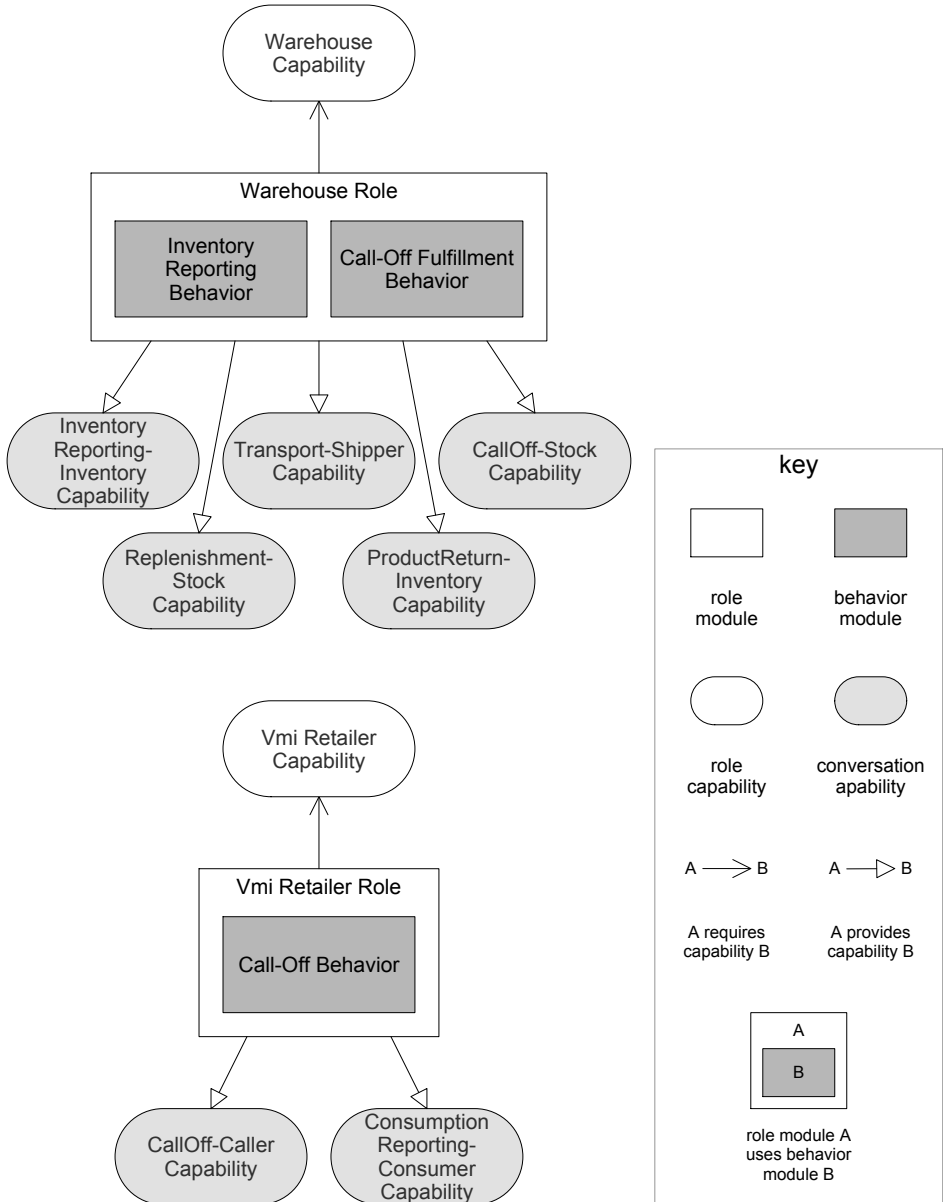 Warehouse
Capability
Warehouse Role
Inventory
Reporting
Behavior
Call-Off Fulfillment
Behavior
Inventory
Reporting-
Inventory
Capability
Transport-Shipper
Capability
CallOff-Stock
Capability
Replenishment-
Stock
Capability
ProductReturn-
Inventory
Capability
Vmi Retailer
Capability
Vmi Retailer Role
Call-Off Behavior
CallOff-Caller
Capability
Consumption
Reporting-
Consumer
Capability
key
role
module
behavior
module
role
capability
conversation
apability
A B
A B
A requires
capability B
A provides
capability B
A
B
role module A
uses behavior
module B